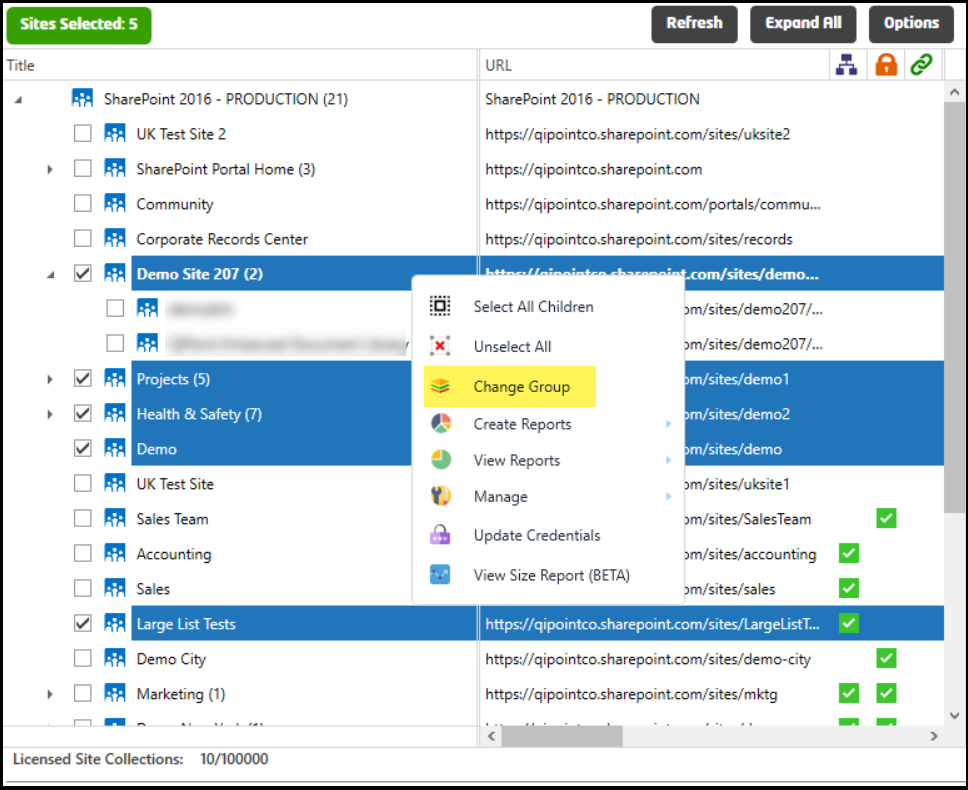 Sites Selected: 5 Refresh Expand All Options
Title URL
SharePoint 2016 - PRODUCTION (21) SharePoint 2016 - PRODUCTION
UK Test Site 2 https://qipointco.sharepoint.com/sites/uksite2
SharePoint Portal Home (3) https://qipointco.sharepoint.com
Community https://qipointco.sharepoint.com/portals/commu...
Corporate Records Center https://qipointco.sharepoint.com/sites/records
Demo Site 207 (2) https://qipointco.sharepoint.com/sites/demo...
Select All Children om/sites/demo207/...
Unselect All om/sites/demo207/...
Projects (5) Change Group om/sites/demo1
Health & Safety (7) Create Reports om/sites/demo2
Demo View Reports om/sites/demo
UK Test Site Manage om/sites/uksite1
Sales Team Update Credentials om/sites/SalesTeam
Accounting om/sites/accounting
Sales View Size Report (BETA) om/sites/sales
Large List Tests https://qipointco.sharepoint.com/sites/LargeListT...
Demo City https://qipointco.sharepoint.com/sites/demo-city
Marketing (1) https://qipointco.sharepoint.com/sites/mktg
Licensed Site Collections: 10/100000